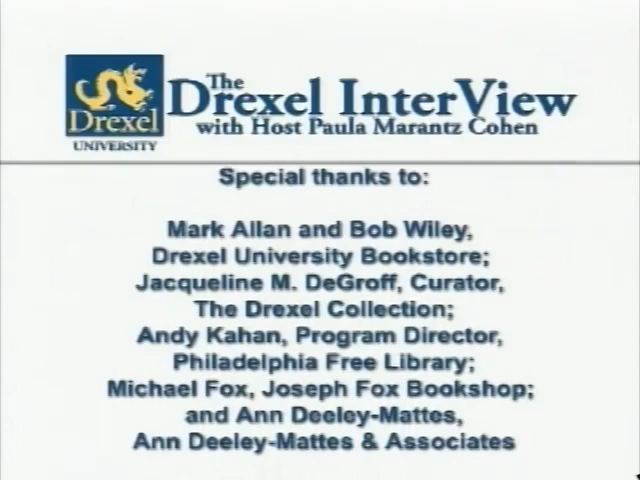 The
Drexel InterView
with Host Paula Marantz Cohen
Drexel
UNIVERSITY
Special thanks to:
Mark Allan and Bob Wiley,
Drexel University Bookstore;
Jacqueline M. DeGroff, Curator,
The Drexel Collection;
Andy Kahan, Program Director,
Philadelphia Free Library;
Michael Fox, Joseph Fox Bookshop;
and Ann Deeley-Mattes,
Ann Deeley-Mattes & Associates